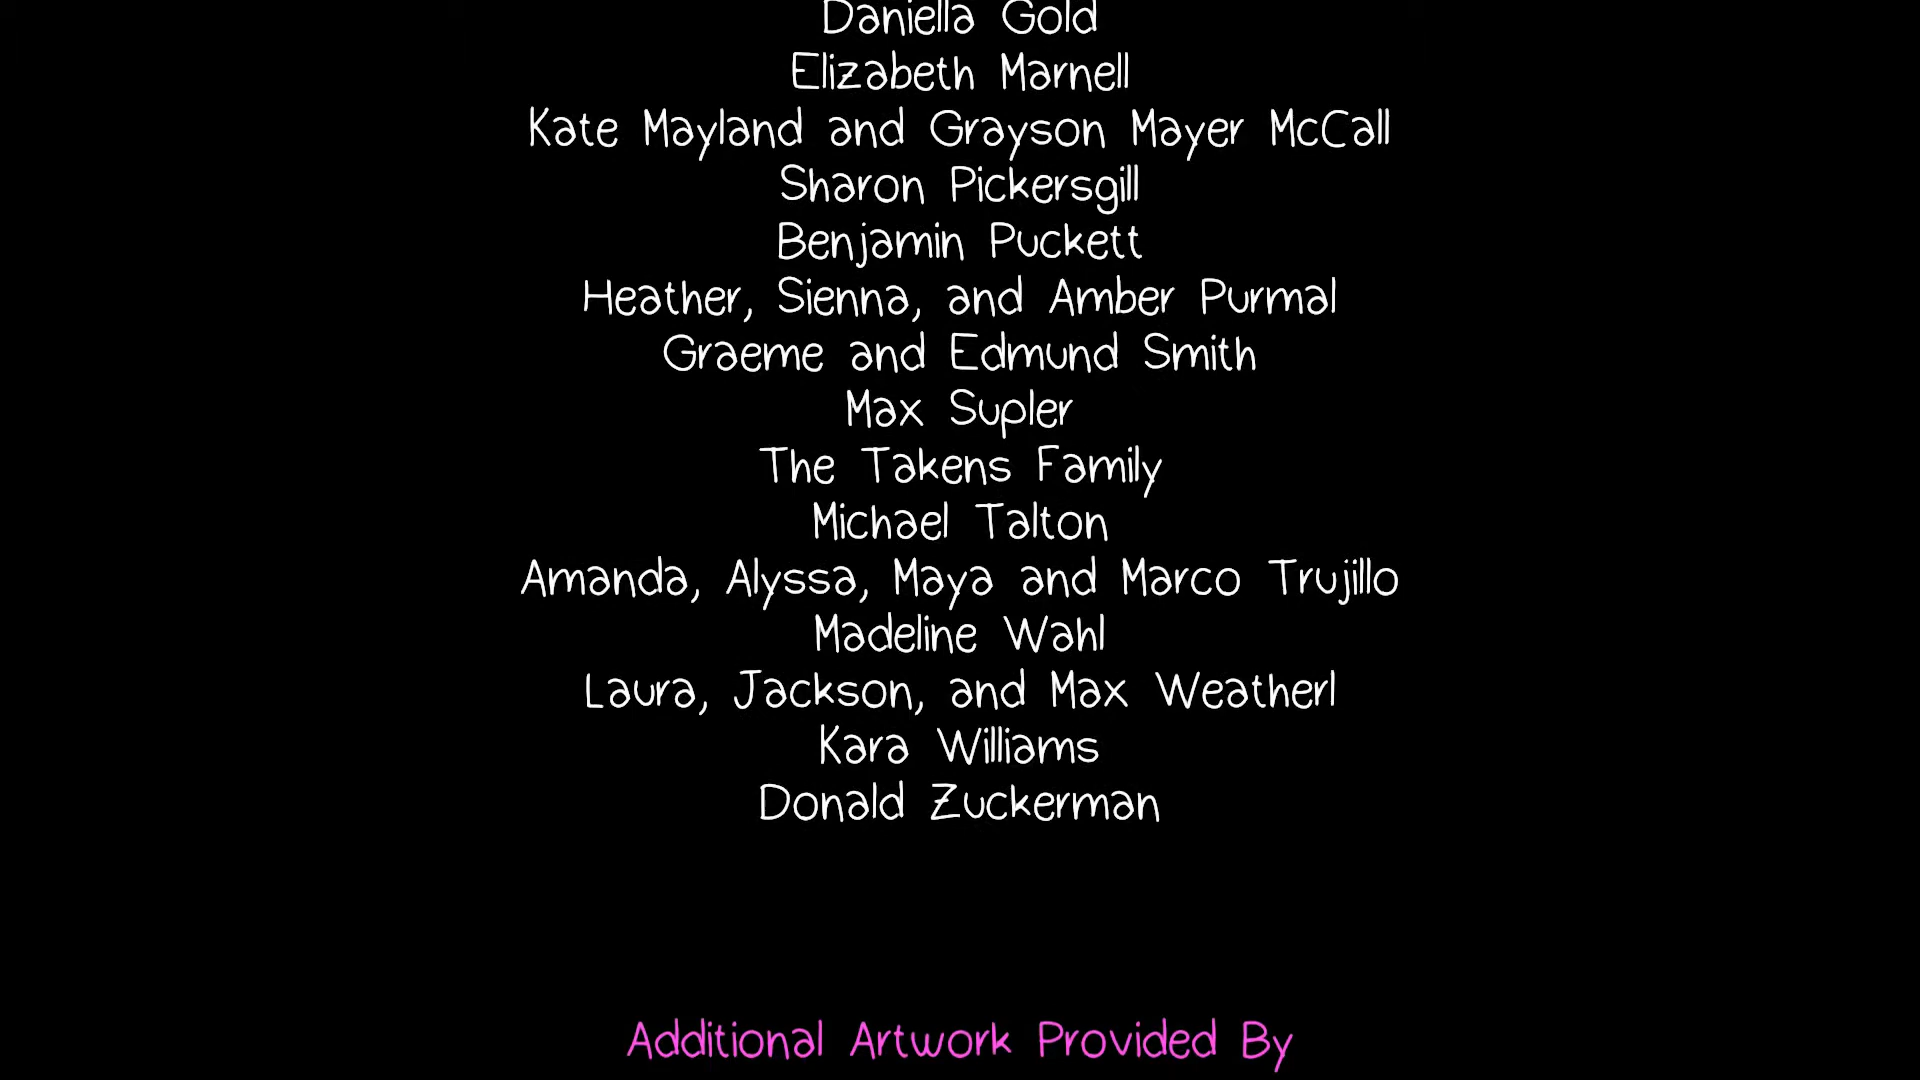 Daniella Gold
Elizabeth Marnell
Kate Mayland and Grayson Mayer McCall
Sharon Pickersgill
Benjamin Puckett
Heather, Sienna, and Amber Purmal
Graeme and Edmund Smith
Max Supler
The Takens Family
Michael Talton
Amanda, Alyssa, Maya and Marco Trujillo
Madeline Wahl
Laura, Jackson, and Max Weatherl
Kara Williams
Donald Zuckerman
Additional Artwork Provided By